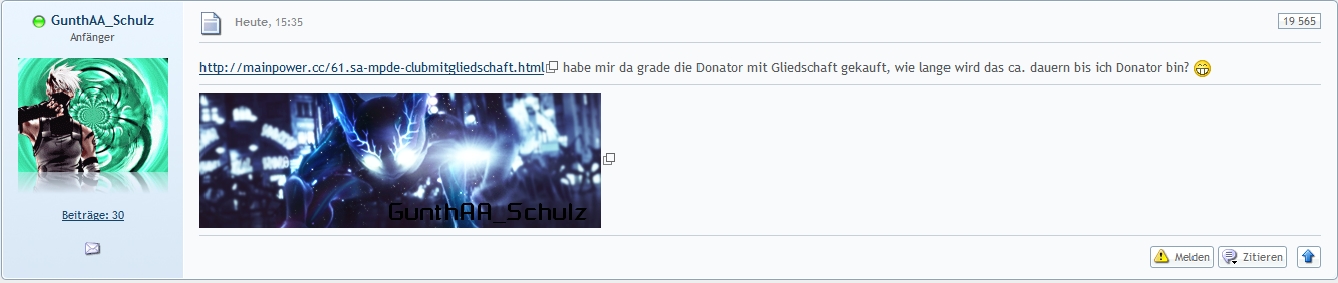 GunthAA_Schulz
Anfänger
Beiträge: 30
Heute, 15:35
19 565
http://mainpower.cc/61.sa-mpde-clubmitgliedschaft.html habe mir da grade die Donator mit Gliedschaft gekauft, wie lange wird das ca. dauern bis ich Donator bin?
GunthAA_Schulz
Melden
Zitieren